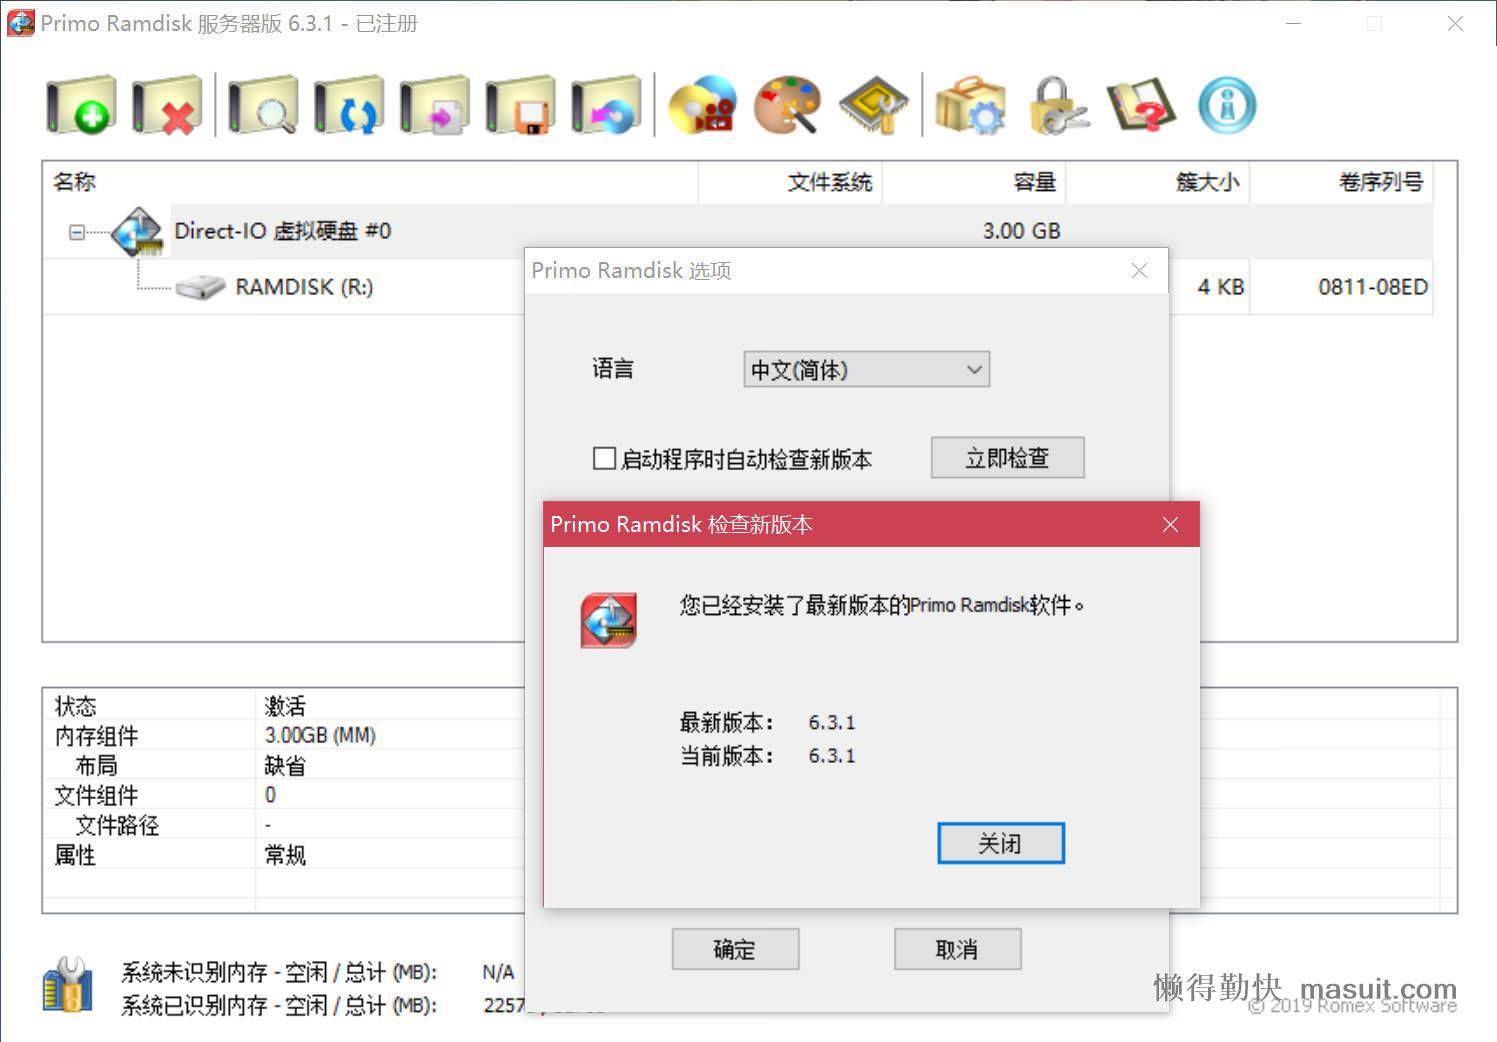 Primo Ramdisk 服务器版 6.3.1 - 已注册
名称 文件系统 容量 簇大小 卷序列号
Direct-IO 虚拟硬盘 #0 3.00 GB
RAMDISK (R:) 4 KB 0811-08ED
Primo Ramdisk 选项
语言 中文(简体)
启动程序时自动检查新版本 立即检查
Primo Ramdisk 检查新版本
您已经安装了最新版本的Primo Ramdisk软件。
最新版本： 6.3.1
当前版本： 6.3.1
关闭
确定 取消
状态 激活
内存组件 3.00GB (MM)
布局 缺省
文件组件 0
文件路径 -
属性 常规
系统未识别内存 - 空闲 / 总计 (MB): N/A
系统已识别内存 - 空闲 / 总计 (MB):
懒得勤快 masuit.com
© 2019 Romex Software